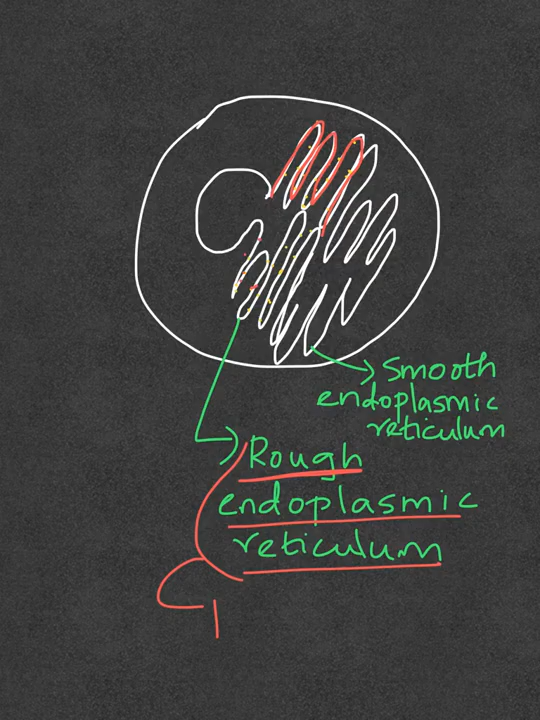 Smooth
endoplasmic
reticulum
Rough
endoplasmic
reticulum